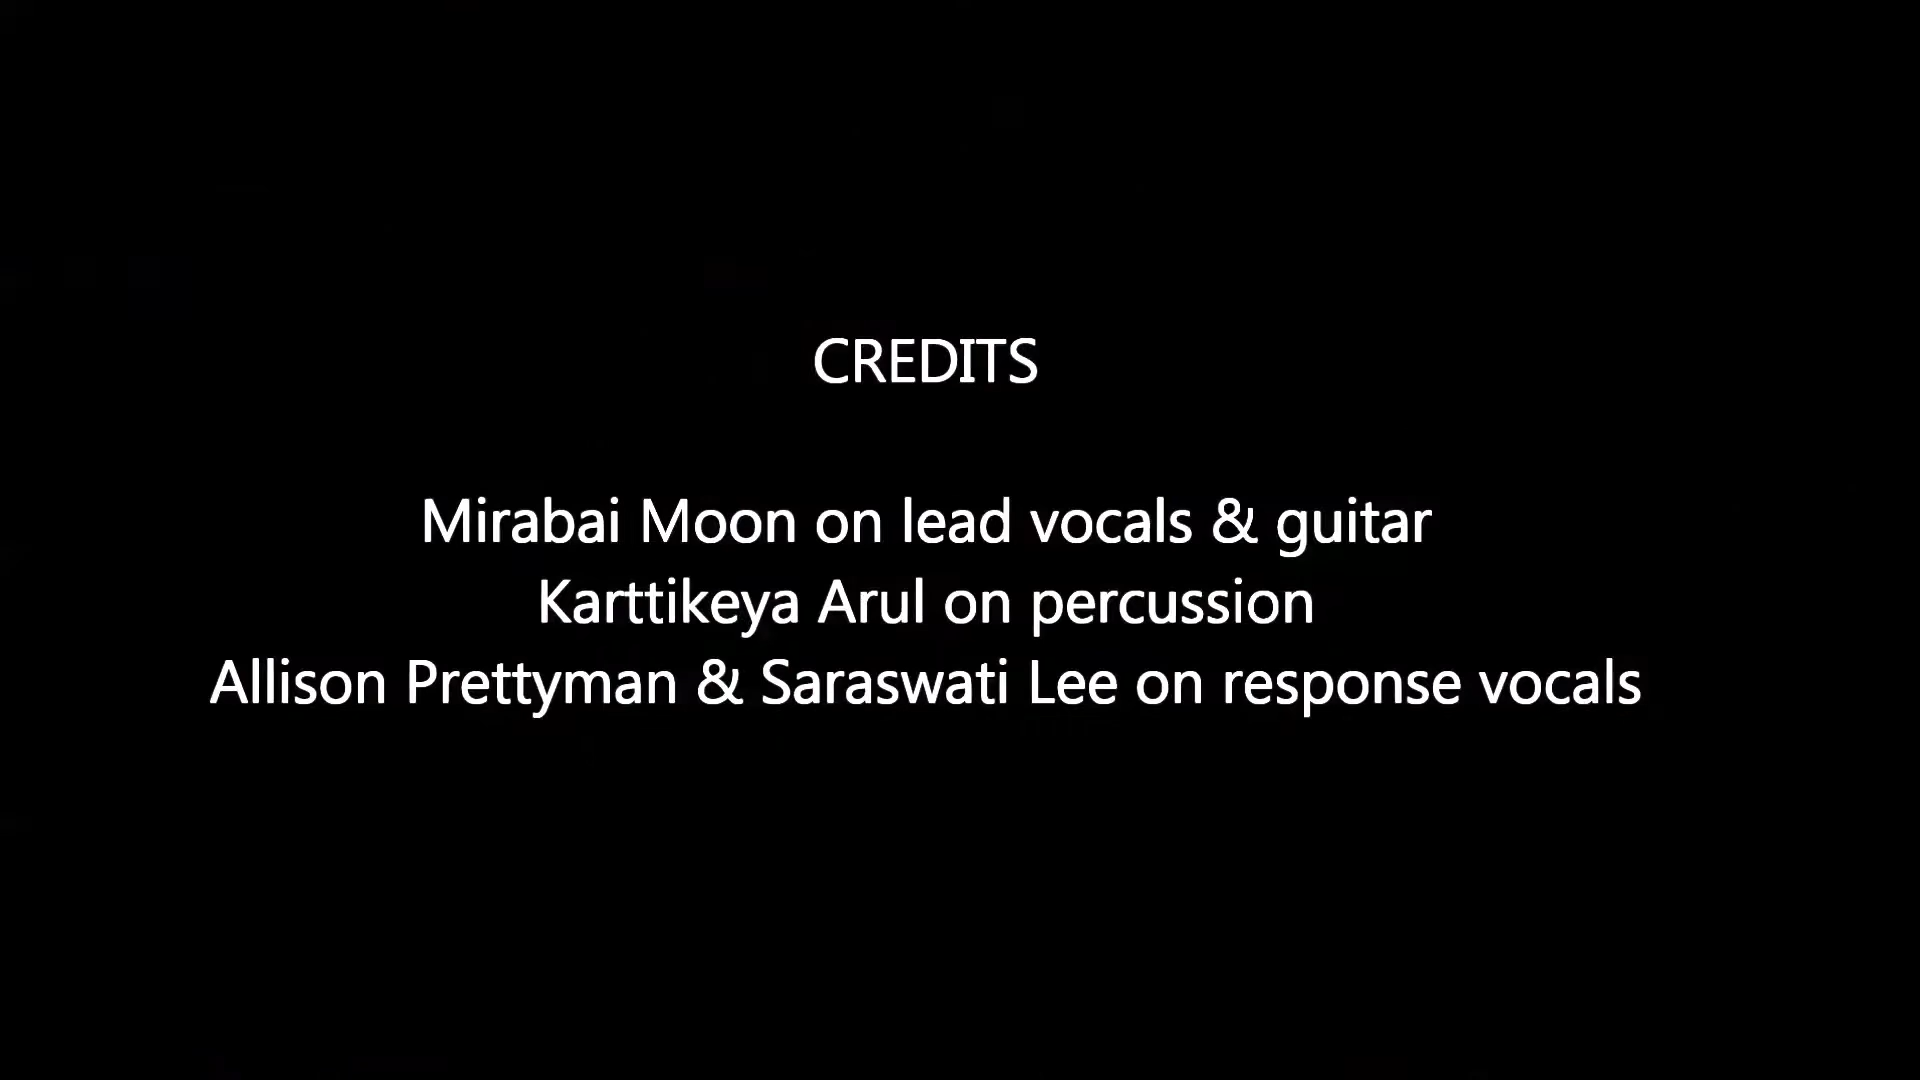 CREDITS
Mirabai Moon on lead vocals & guitar
Karttikeya Arul on percussion
Allison Prettyman & Saraswati Lee on response vocals